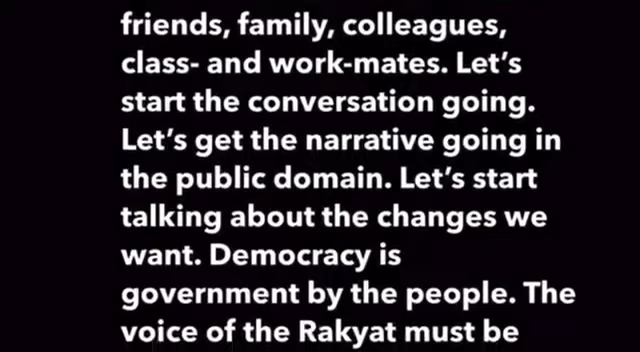 friends, family, colleagues,
class- and work-mates. Let's
start the conversation going.
Let's get the narrative going in
the public domain. Let's start
talking about the changes we
want. Democracy is
government by the people. The
voice of the Rakyat must be